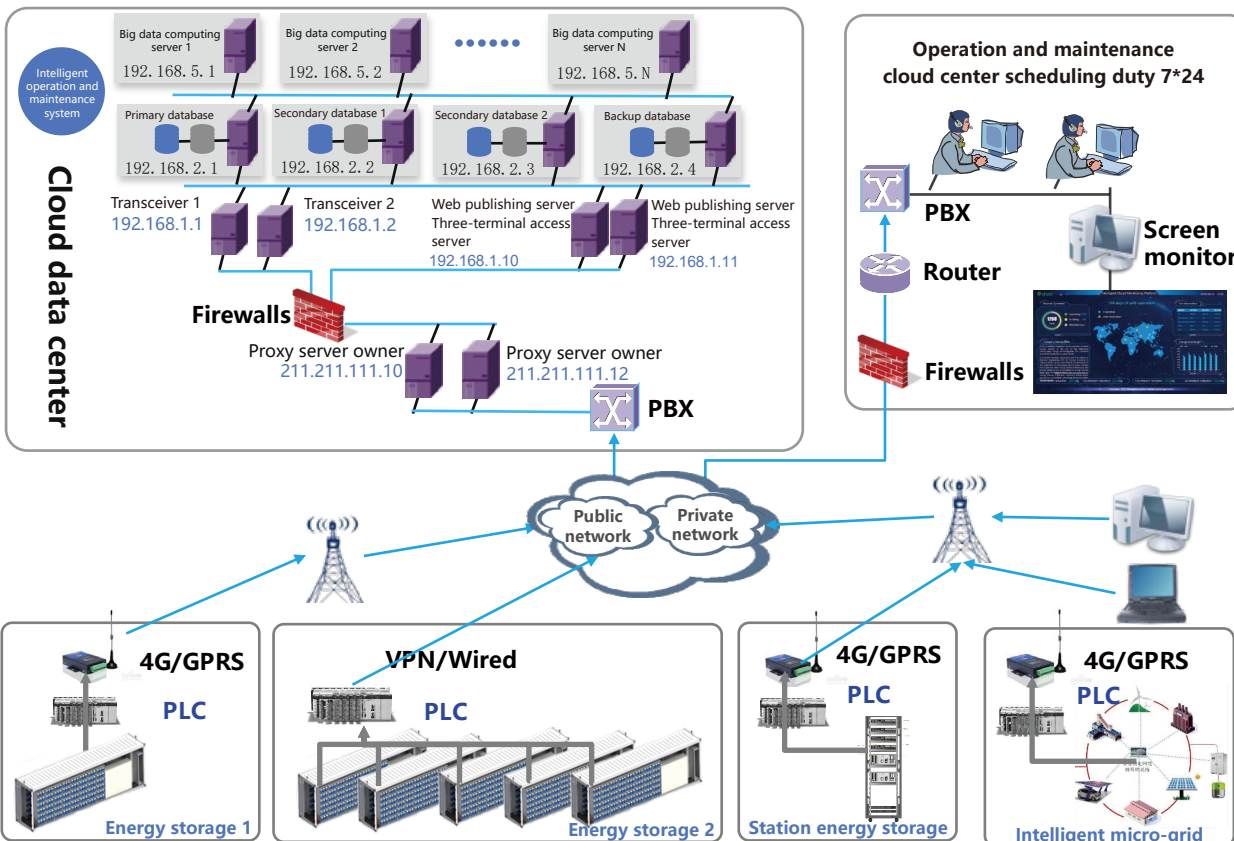 Big data computing
server 1
192.168.5.1
Big data computing
server 2
192.168.5.2
Big data computing
server N
192.168.5.N
Intelligent
operation and
maintenance
system
Cloud data center
Primary database
192.168.2.1
Secondary database 1
192.168.2.2
Secondary database 2
192.168.2.3
Backup database
192.168.2.4
Transceiver 1
192.168.1.1
Transceiver 2
192.168.1.2
Web publishing server
Three-terminal access
server
192.168.1.10
Web publishing server
Three-terminal access
server
192.168.1.11
Firewalls
Proxy server owner
211.211.111.10
Proxy server owner
211.211.111.12
PBX
Operation and maintenance
cloud center scheduling duty 7*24
PBX
Screen
monitor
Router
Firewalls
Public
network
Private
network
4G/GPRS
PLC
Energy storage 1
VPN/Wired
PLC
Energy storage 2
4G/GPRS
PLC
Station energy storage
4G/GPRS
PLC
Intelligent micro-grid